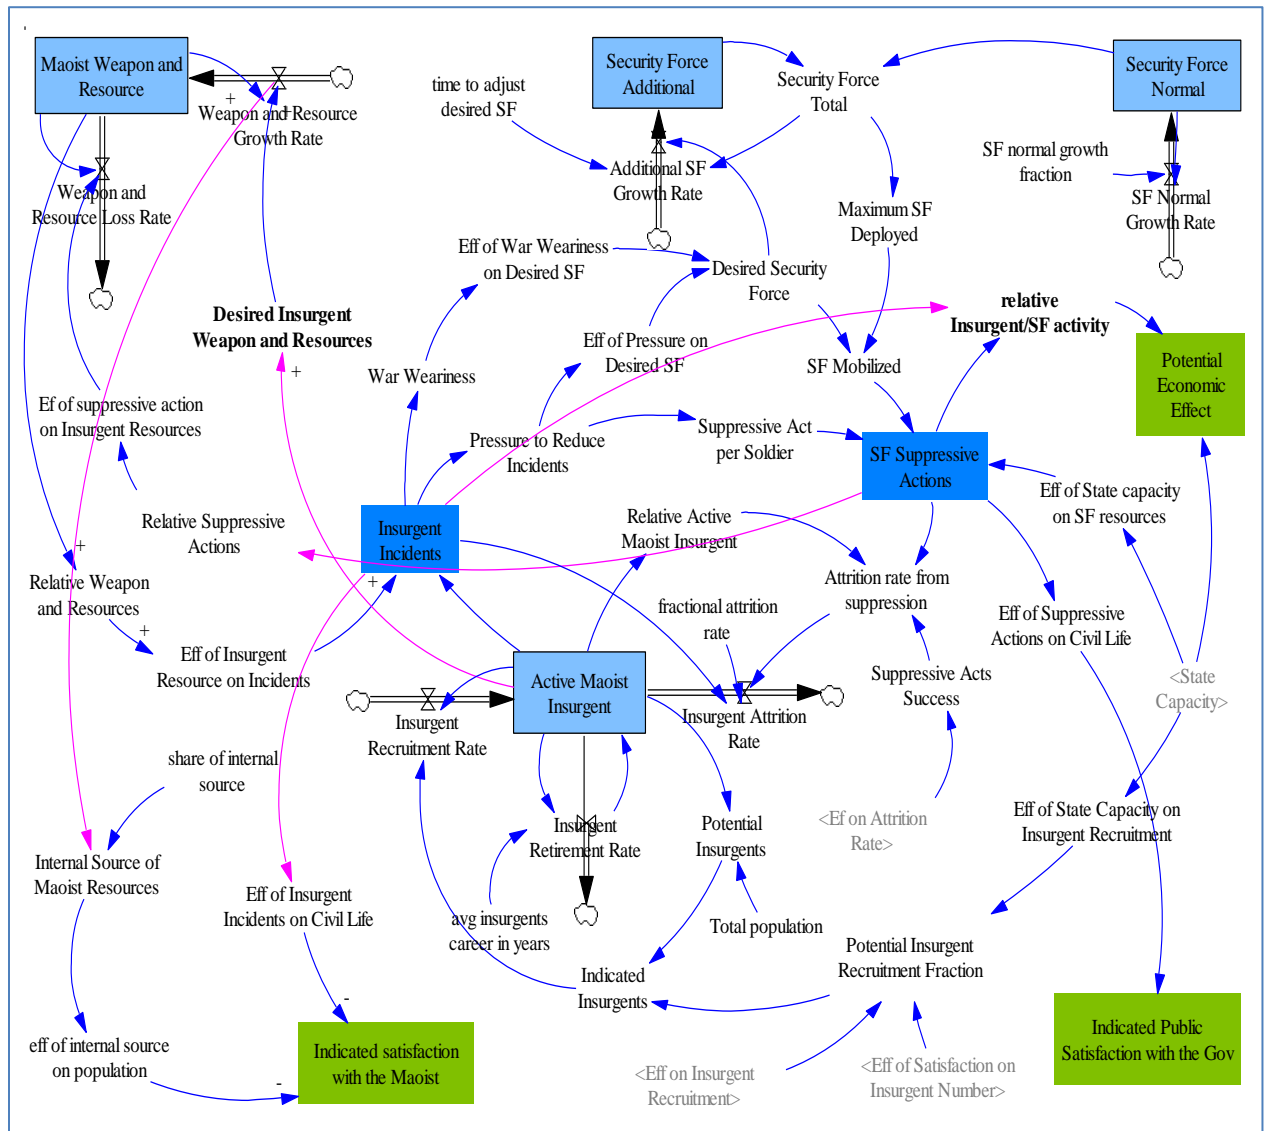 Maoist Weapon and
Resource
+
+
Weapon and Resource
Growth Rate
Weapon and
Resource Loss Rate
time to adjust
desired SF
Security Force
Additional
Security Force
Total
Security Force
Normal
SF normal growth
fraction
Additional SF
Growth Rate
SF Normal
Growth Rate
Maximum SF
Deployed
Eff of War Weariness
on Desired SF
Desired Security
Force
Desired Insurgent
Weapon and Resources
+
relative
Insurgent/SF activity
Eff of Pressure on
Desired SF
SF Mobilized
Potential
Economic
Effect
War Weariness
Ef of suppressive action
on Insurgent Resources
Pressure to Reduce
Incidents
Suppressive Act
per Soldier
SF Suppressive
Actions
Eff of State capacity
on SF resources
Relative Suppressive
Actions
Insurgent
Incidents
+
Relative Active
Maoist Insurgent
+
Relative Weapon
and Resources
+
Attrition rate from
suppression
fractional attrition
rate
Eff of Suppressive
Actions on Civil Life
Eff of Insurgent
Resource on Incidents
Active Maoist
Insurgent
Suppressive Acts
Success
<State
Capacity>
Insurgent
Recruitment Rate
Insurgent Attrition
Rate
share of internal
source
Insurgent
Retirement Rate
Potential
Insurgents
<Ef on Attrition
Rate>
Eff of State Capacity on
Insurgent Recruitment
Internal Source of
Maoist Resources
Eff of Insurgent
Incidents on Civil Life
avg insurgents
career in years
Total population
Potential Insurgent
Recruitment Fraction
Indicated
Insurgents
-
eff of internal source
on population
-
Indicated satisfaction
with the Maoist
<Eff on Insurgent
Recruitment>
<Eff of Satisfaction on
Insurgent Number>
Indicated Public
Satisfaction with the Gov